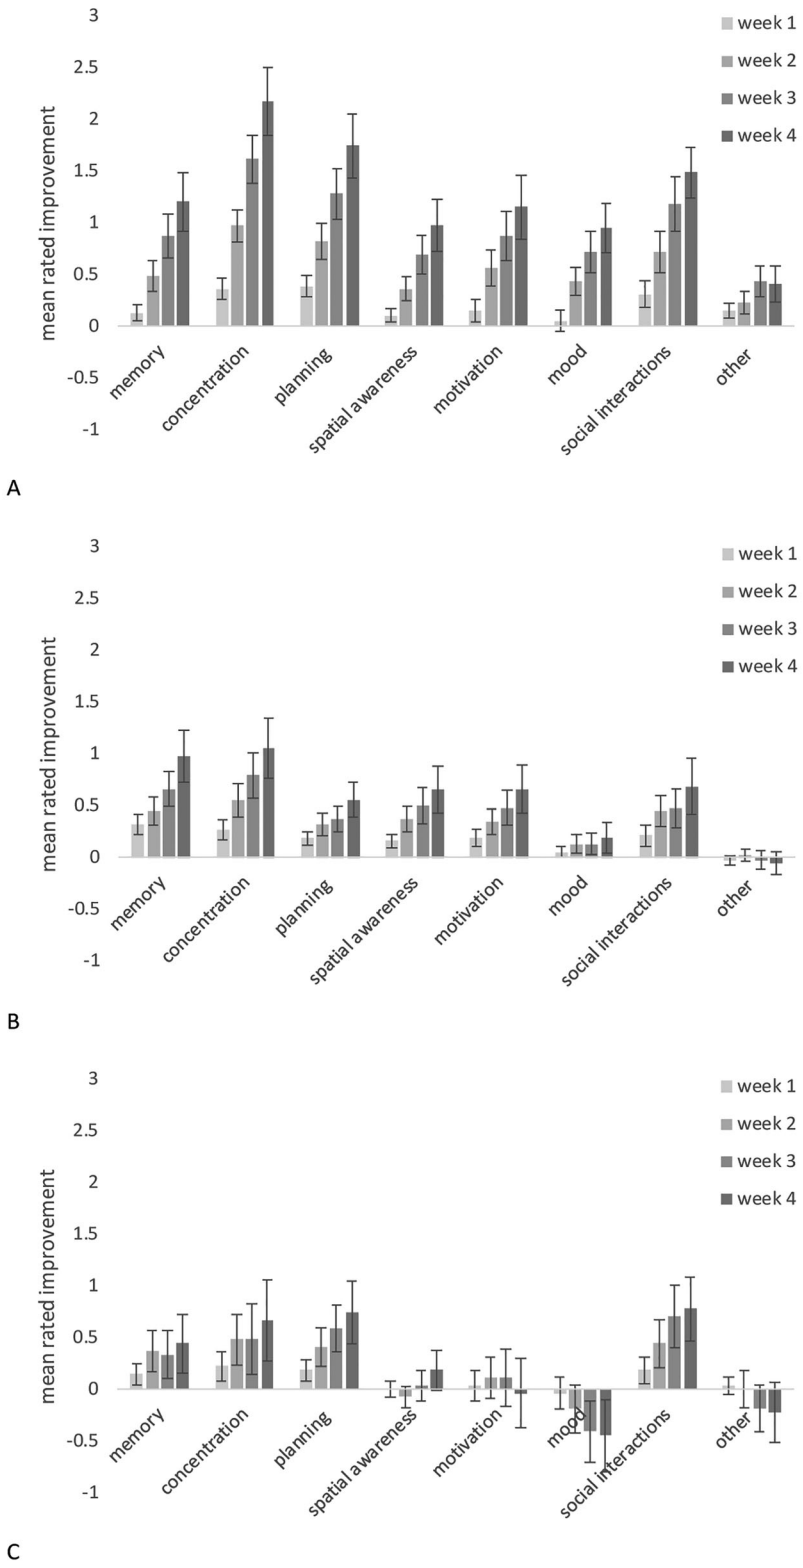 3
2.5
2
1.5
1
0.5
0
-0.5
-1
mean rated improvement
week 1
week 2
week 3
week 4
memory
concentration
planning
spatial awareness
motivation
mood
social interactions
other
A
3
2.5
2
1.5
1
0.5
0
-0.5
-1
mean rated improvement
week 1
week 2
week 3
week 4
memory
concentration
planning
spatial awareness
motivation
mood
social interactions
other
B
3
2.5
2
1.5
1
0.5
0
-0.5
-1
mean rated improvement
week 1
week 2
week 3
week 4
memory
concentration
planning
spatial awareness
motivation
mood
social interactions
other
C